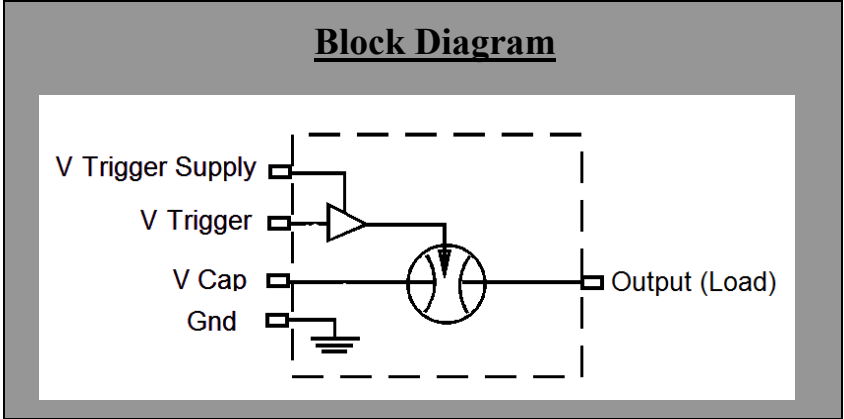 Block Diagram
V Trigger Supply
V Trigger
V Cap
Output (Load)
Gnd